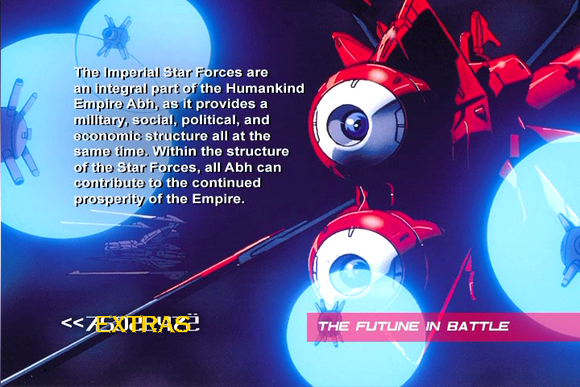 The Imperial Star Forces are
an integral part of the Humankind
Empire Abh, as it provides a
military, social, political, and
economic structure all at the
same time. Within the structure
of the Star Forces, all Abh can
contribute to the continued
prosperity of the Empire.
<< EXTRAS
THE FUTUNE IN BATTLE